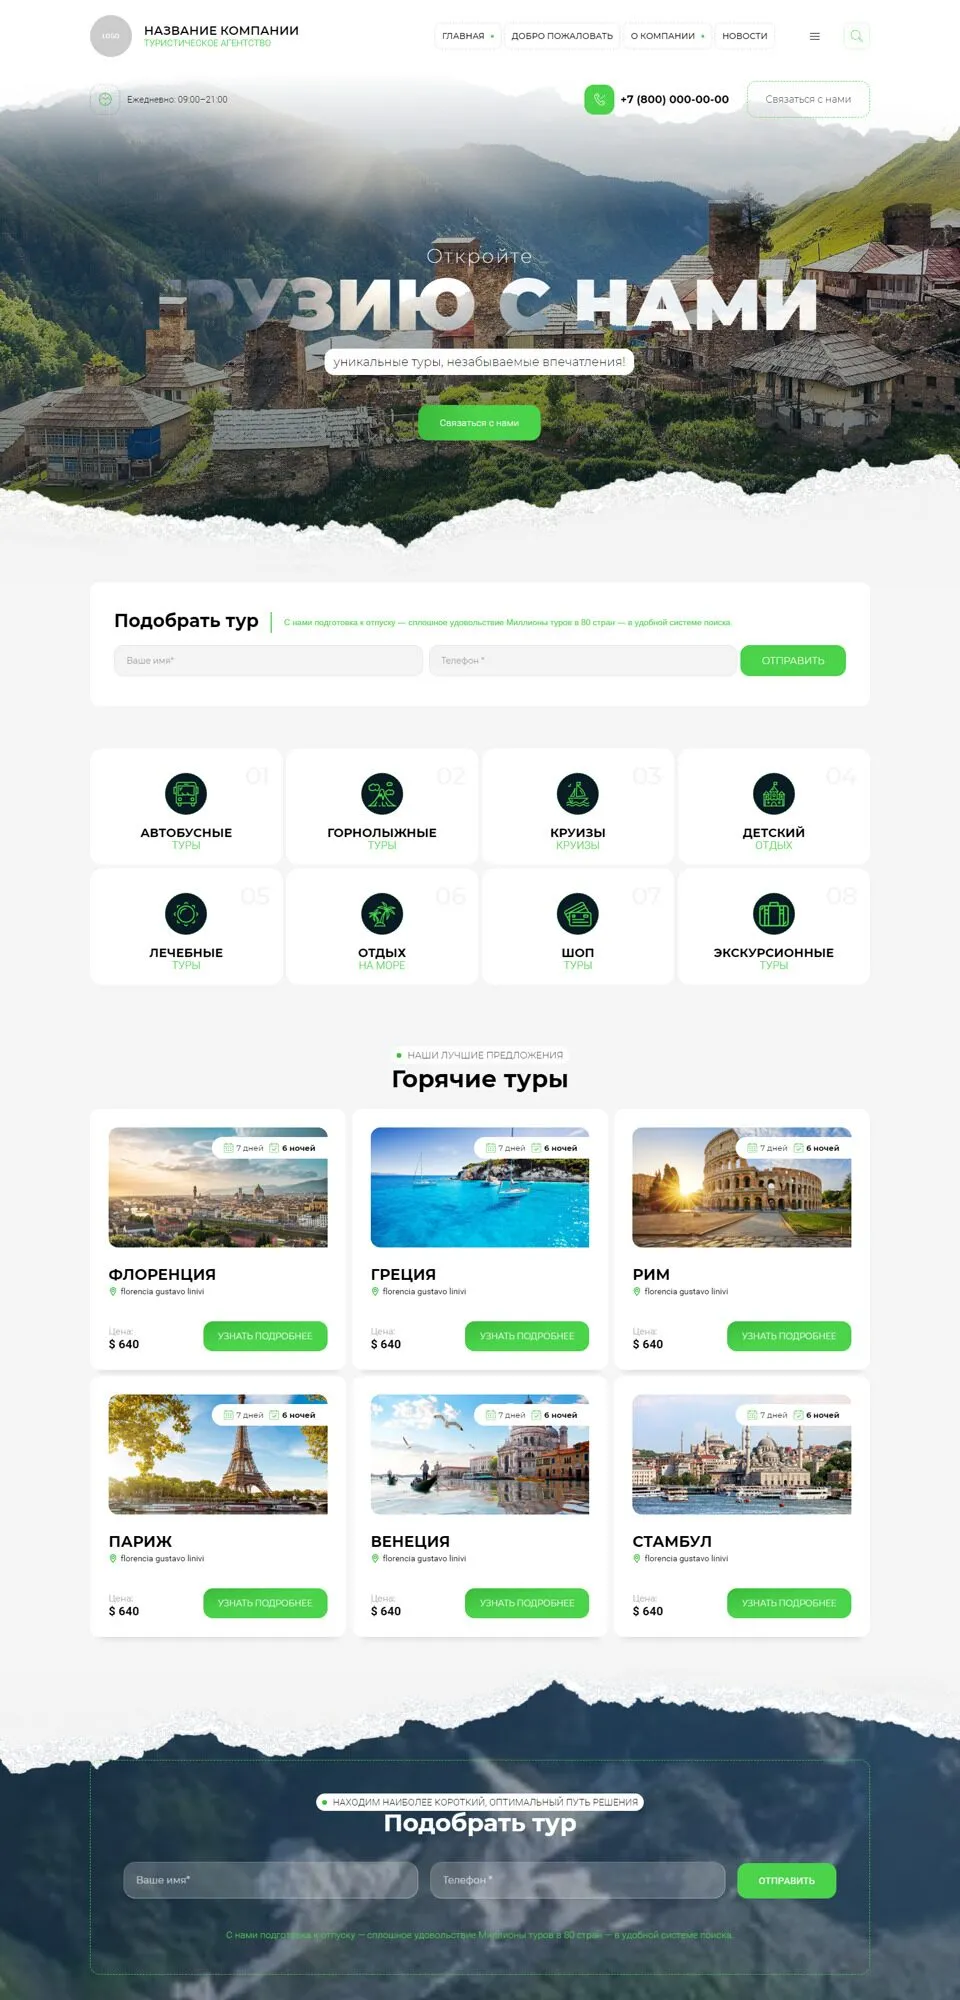 LOGO
НАЗВАНИЕ КОМПАНИИ
ТУРИСТИЧЕСКОЕ АГЕНТСТВО
ГЛАВНАЯ
ДОБРО ПОЖАЛОВАТЬ
О КОМПАНИИ
НОВОСТИ
Ежедневно: 09:00–21:00
+7 (800) 000-00-00
Связаться с нами
Откройте
ГРУЗИЮ С НАМИ
уникальные туры, незабываемые впечатления!
Связаться с нами
Подобрать тур
С нами подготовка к отпуску — сплошное удовольствие Миллионы туров в 80 стран — в удобной системе поиска.
Ваше имя*
Телефон *
ОТПРАВИТЬ
01
АВТОБУСНЫЕ
ТУРЫ
02
ГОРНОЛЫЖНЫЕ
ТУРЫ
03
КРУИЗЫ
КРУИЗЫ
04
ДЕТСКИЙ
ОТДЫХ
05
ЛЕЧЕБНЫЕ
ТУРЫ
06
ОТДЫХ
НА МОРЕ
07
ШОП
ТУРЫ
08
ЭКСКУРСИОННЫЕ
ТУРЫ
НАШИ ЛУЧШИЕ ПРЕДЛОЖЕНИЯ
Горячие туры
7 дней 6 ночей
ФЛОРЕНЦИЯ
florencia gustavo linivi
Цена:
$ 640
УЗНАТЬ ПОДРОБНЕЕ
7 дней 6 ночей
ГРЕЦИЯ
florencia gustavo linivi
Цена:
$ 640
УЗНАТЬ ПОДРОБНЕЕ
7 дней 6 ночей
РИМ
florencia gustavo linivi
Цена:
$ 640
УЗНАТЬ ПОДРОБНЕЕ
7 дней 6 ночей
ПАРИЖ
florencia gustavo linivi
Цена:
$ 640
УЗНАТЬ ПОДРОБНЕЕ
7 дней 6 ночей
ВЕНЕЦИЯ
florencia gustavo linivi
Цена:
$ 640
УЗНАТЬ ПОДРОБНЕЕ
7 дней 6 ночей
СТАМБУЛ
florencia gustavo linivi
Цена:
$ 640
УЗНАТЬ ПОДРОБНЕЕ
НАХОДИМ НАИБОЛЕЕ КОРОТКИЙ, ОПТИМАЛЬНЫЙ ПУТЬ РЕШЕНИЯ
Подобрать тур
Ваше имя*
Телефон *
ОТПРАВИТЬ
С нами подготовка к отпуску — сплошное удовольствие Миллионы туров в 80 стран — в удобной системе поиска.